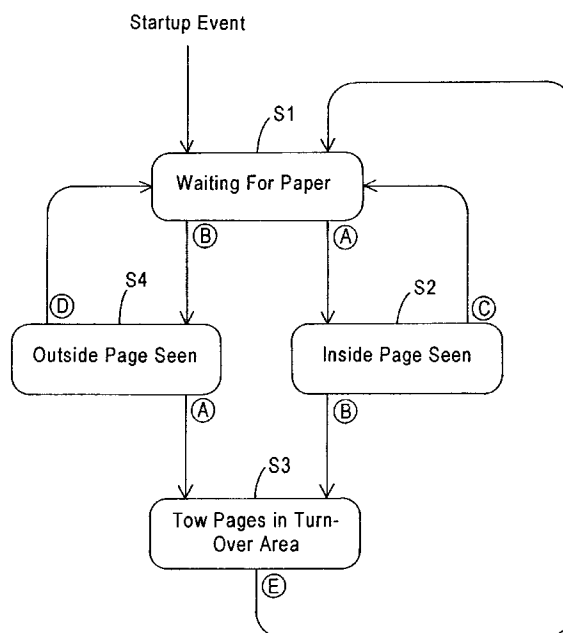 Startup Event
S1
Waiting For Paper
B
A
D
S4
S2
C
Outside Page Seen
Inside Page Seen
A
B
S3
Tow Pages in Turn-
Over Area
E